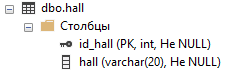 dbo.hall
Столбцы
id_hall (PK, int, Не NULL)
hall (varchar(20), Не NULL)